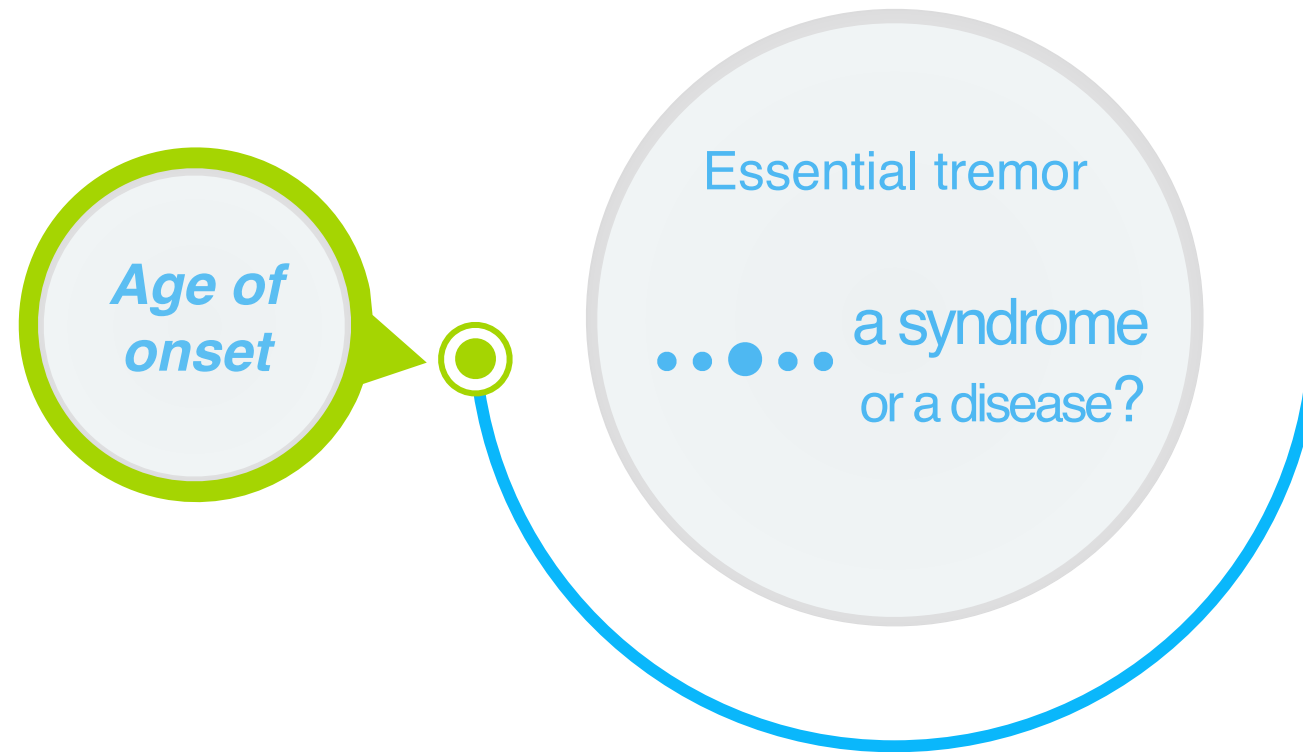 Age of
onset
Essential tremor
a syndrome
or a disease?